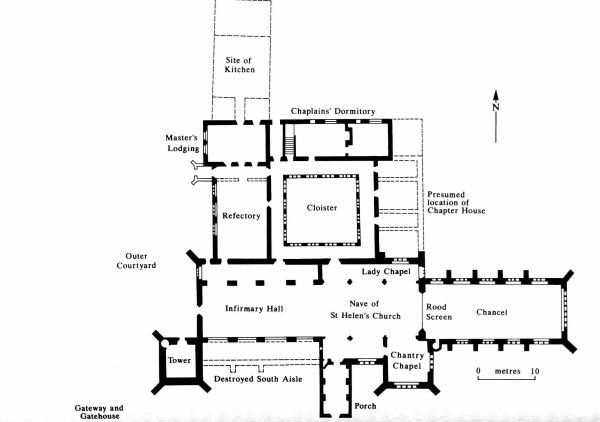 Site of
Kitchen
Chaplains' Dormitory
N
Master's
Lodging
Refectory
Cloister
Presumed
location of
Chapter House
Outer
Courtyard
Lady Chapel
Infirmary Hall
Nave of
St Helen's Church
Rood
Screen
Chancel
Tower
Chantry
Chapel
Destroyed South Aisle
0 metres 10
Porch
Gateway and
Gatehouse